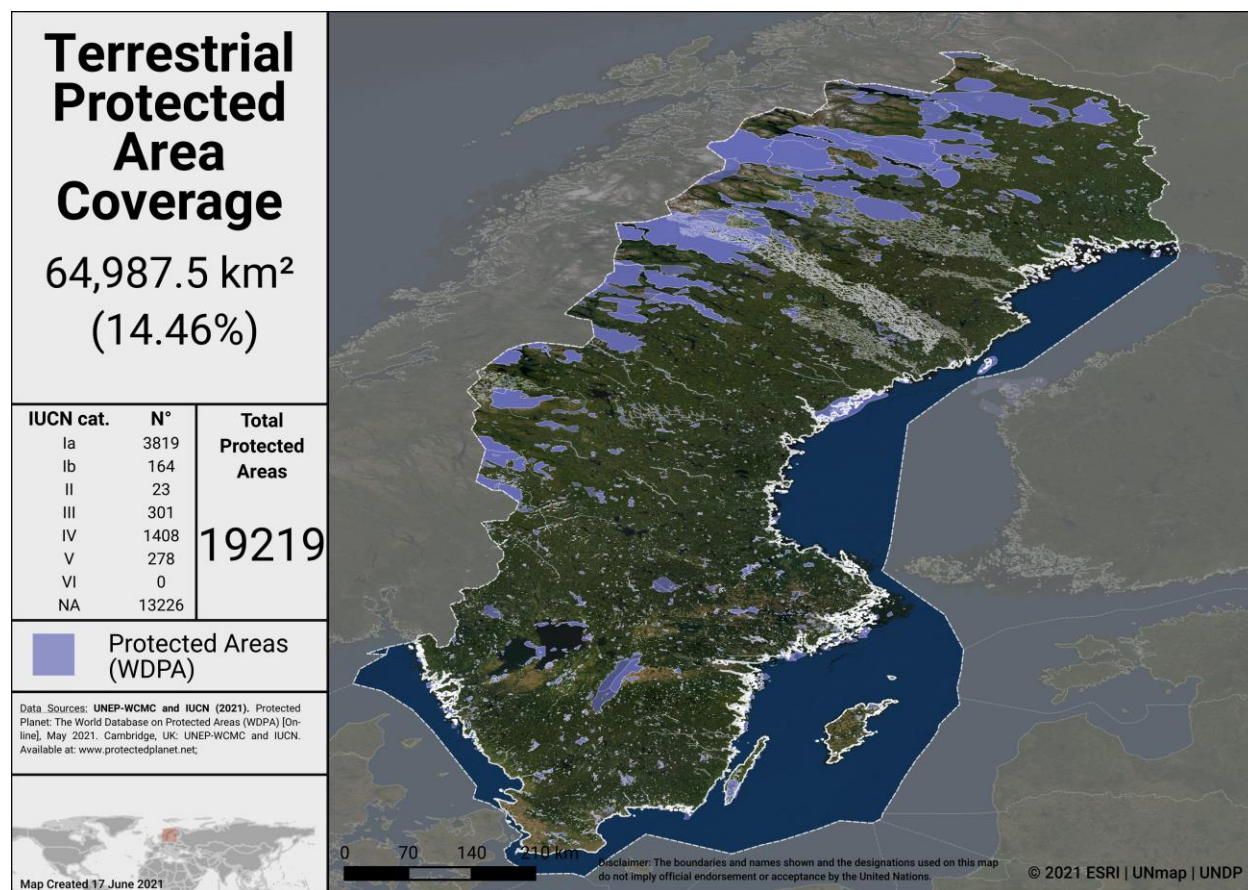 Terrestrial
Protected
Area
Coverage
64,987.5 km²
(14.46%)
IUCN cat. N°
Ia 3819
Ib 164
II 23
III 301
IV 1408
V 278
VI 0
NA 13226
Total
Protected
Areas
19219
Protected Areas
(WDPA)
Data Sources: UNEP-WCMC and IUCN (2021). Protected
Planet: The World Database on Protected Areas (WDPA) [On-
line], May 2021. Cambridge, UK: UNEP-WCMC and IUCN.
Available at: www.protectedplanet.net;
Map Created 17 June 2021
0 70 140 210 km
Disclaimer: The boundaries and names shown and the designations used on this map
do not imply official endorsement or acceptance by the United Nations.
© 2021 ESRI | UNmap | UNDP